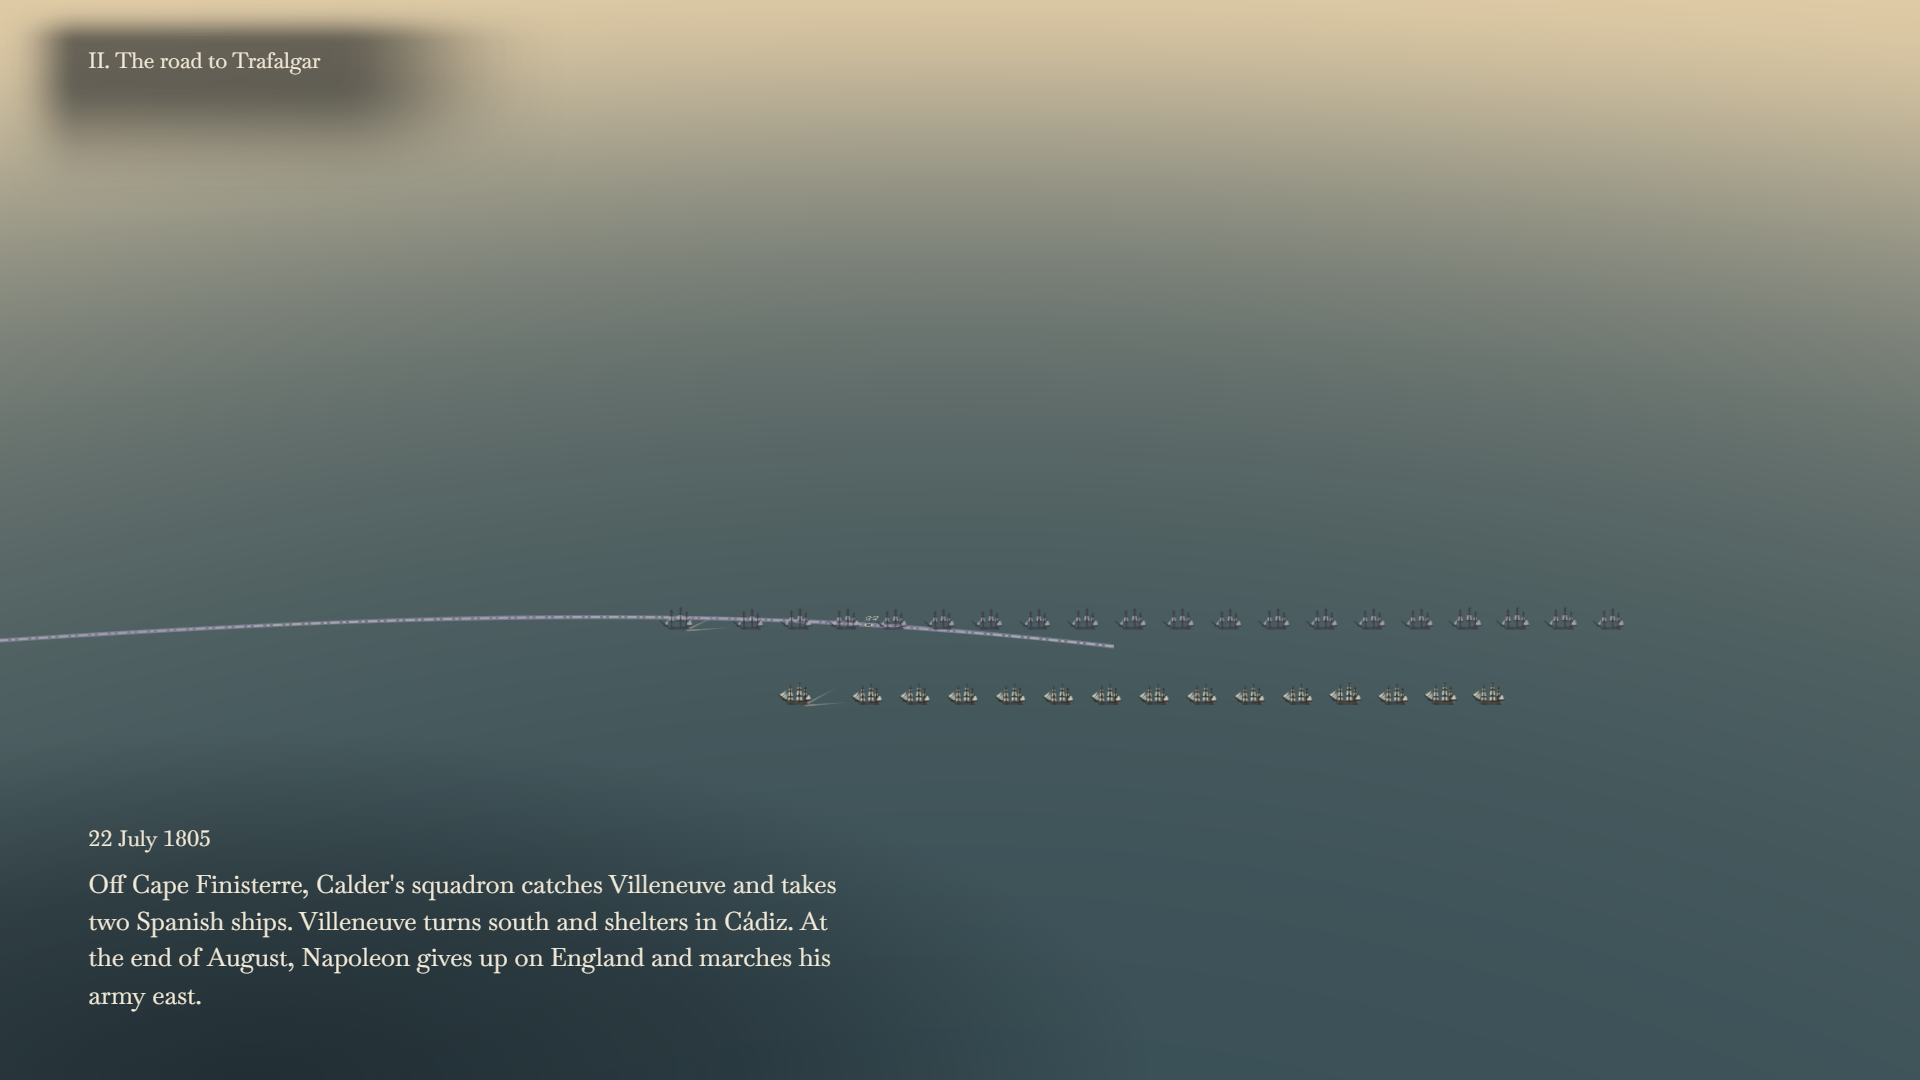 II. The road to Trafalgar
22 July 1805
Off Cape Finisterre, Calder's squadron catches Villeneuve and takes
two Spanish ships. Villeneuve turns south and shelters in Cádiz. At
the end of August, Napoleon gives up on England and marches his
army east.